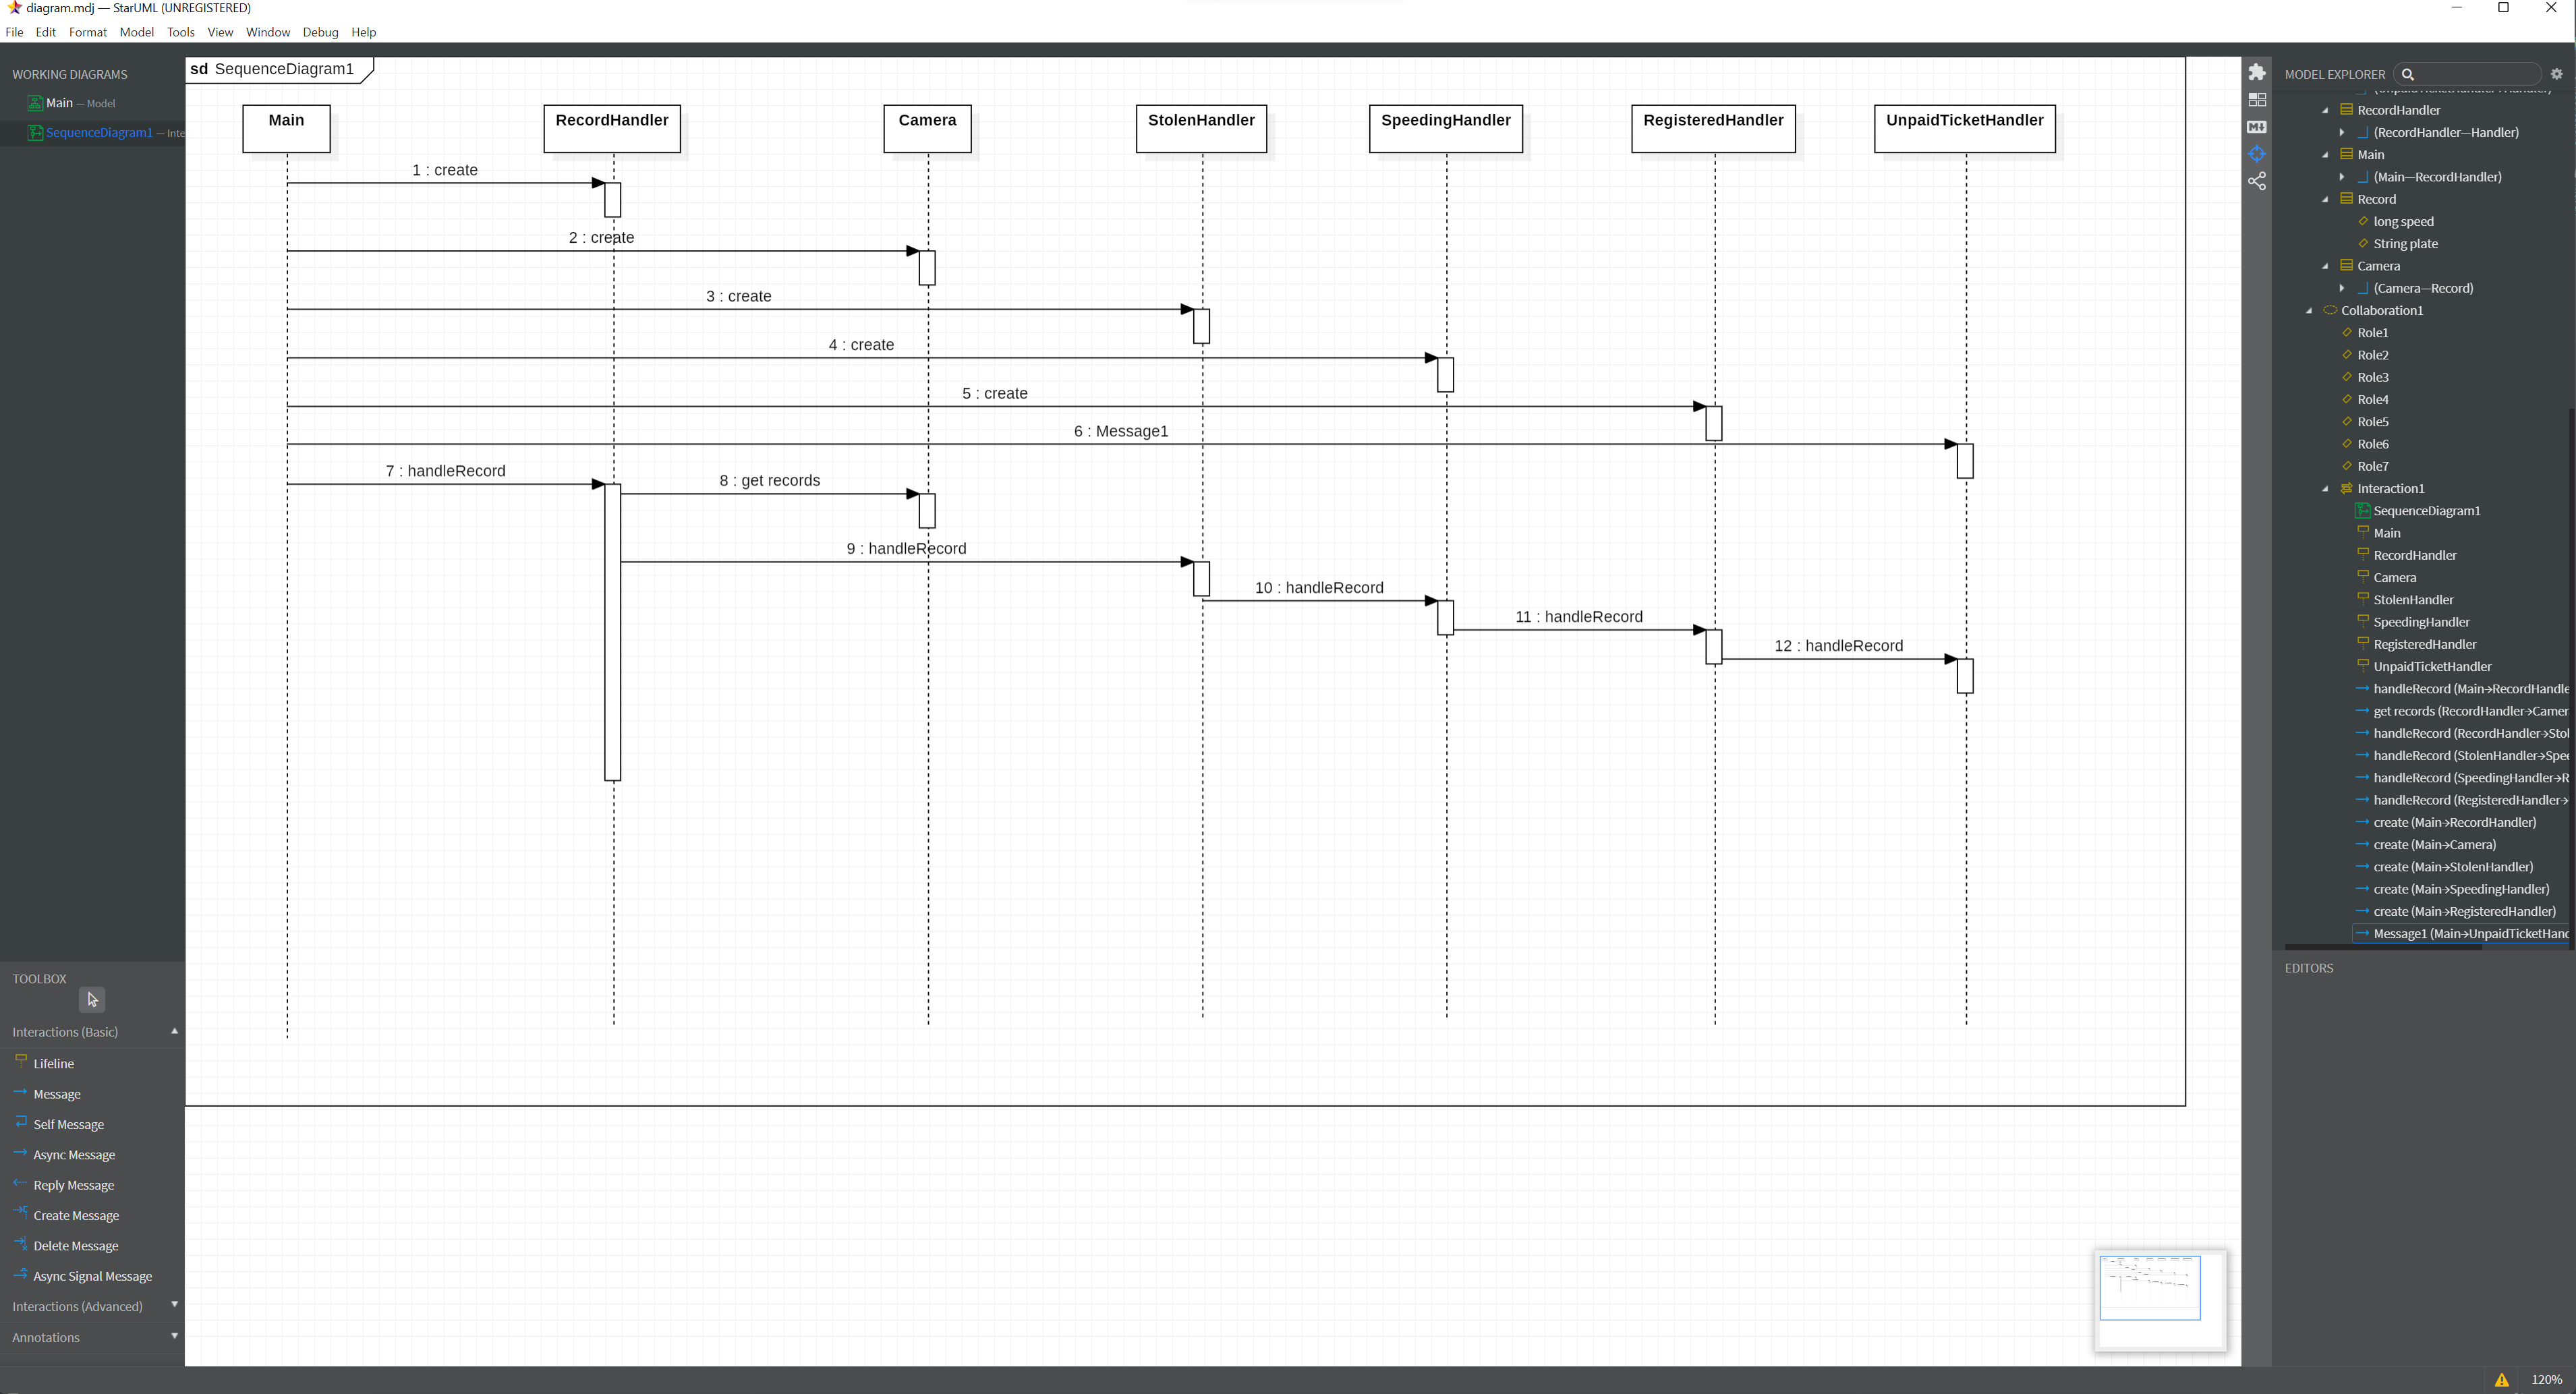 diagram.mdj — StarUML (UNREGISTERED)
File Edit Format Model Tools View Window Debug Help
WORKING DIAGRAMS
Main — Model
SequenceDiagram1 — Inte
TOOLBOX
Interactions (Basic)
Lifeline
Message
Self Message
Async Message
Reply Message
Create Message
Delete Message
Async Signal Message
Interactions (Advanced)
Annotations
sd SequenceDiagram1
Main RecordHandler Camera StolenHandler SpeedingHandler RegisteredHandler UnpaidTicketHandler
1 : create
2 : create
3 : create
4 : create
5 : create
6 : Message1
7 : handleRecord
8 : get records
9 : handleRecord
10 : handleRecord
11 : handleRecord
12 : handleRecord
MODEL EXPLORER
RecordHandler
(RecordHandler—Handler)
Main
(Main—RecordHandler)
Record
long speed
String plate
Camera
(Camera—Record)
Collaboration1
Role1
Role2
Role3
Role4
Role5
Role6
Role7
Interaction1
SequenceDiagram1
Main
RecordHandler
Camera
StolenHandler
SpeedingHandler
RegisteredHandler
UnpaidTicketHandler
handleRecord (Main→RecordHandle
get records (RecordHandler→Camer
handleRecord (RecordHandler→Stol
handleRecord (StolenHandler→Spee
handleRecord (SpeedingHandler→R
handleRecord (RegisteredHandler→
create (Main→RecordHandler)
create (Main→Camera)
create (Main→StolenHandler)
create (Main→SpeedingHandler)
create (Main→RegisteredHandler)
Message1 (Main→UnpaidTicketHand
EDITORS
120%